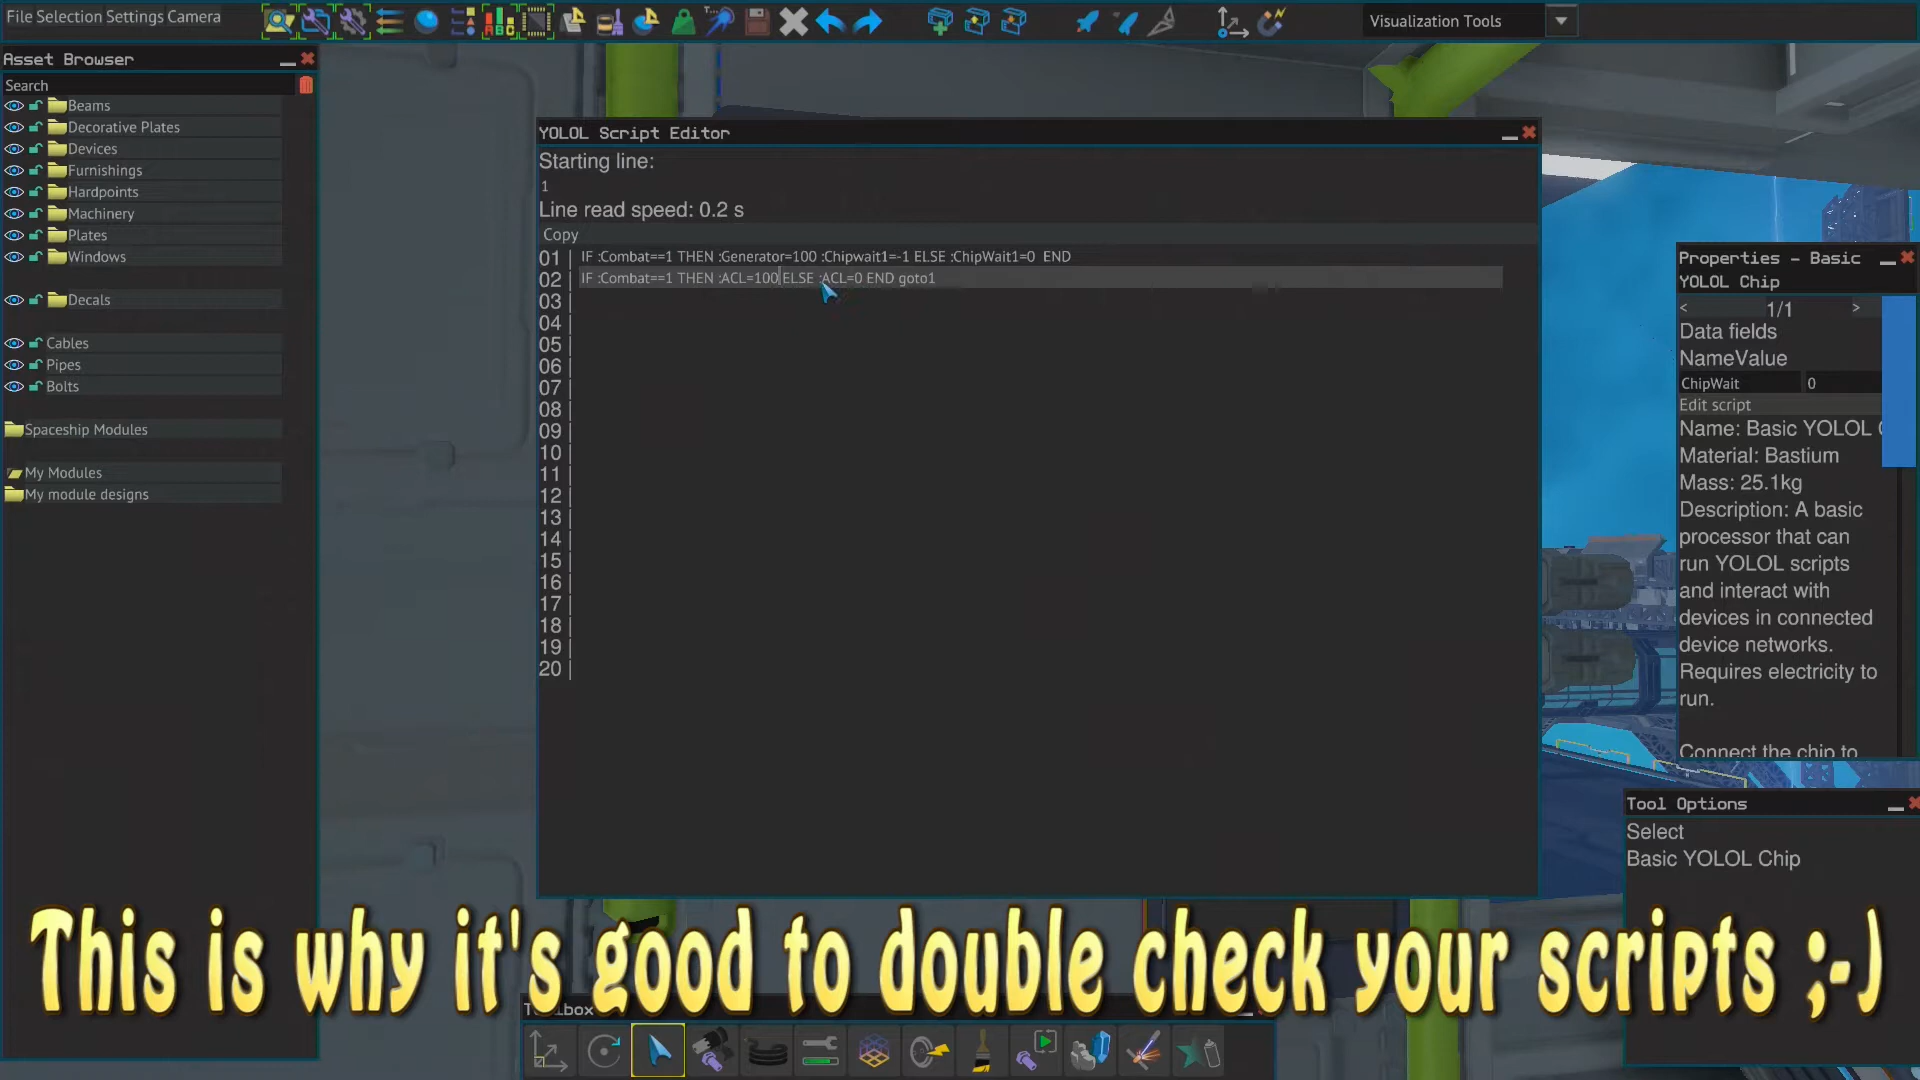 File Selection Settings Camera
Visualization Tools
Asset Browser
Search
Beams
Decorative Plates
Devices
Furnishings
Hardpoints
Machinery
Plates
Windows
Decals
Cables
Pipes
Bolts
Spaceship Modules
My Modules
My module designs
YOLOL Script Editor
Starting line:
1
Line read speed: 0.2 s
Copy
01 | IF :Combat==1 THEN :Generator=100 :Chipwait1=-1 ELSE :ChipWait1=0 END
02 | IF :Combat==1 THEN :ACL=100 ELSE :ACL=0 END goto1
03 |
04 |
05 |
06 |
07 |
08 |
09 |
10 |
11 |
12 |
13 |
14 |
15 |
16 |
17 |
18 |
19 |
20 |
Properties - Basic
YOLOL Chip
< 1/1 >
Data fields
NameValue
ChipWait 0
Edit script
Name: Basic YOLOL
Material: Bastium
Mass: 25.1kg
Description: A basic
processor that can
run YOLOL scripts
and interact with
devices in connected
device networks.
Requires electricity to
run.
Connect the chip to
Tool Options
Select
Basic YOLOL Chip
This is why it's good to double check your scripts ;-)
Toolbox